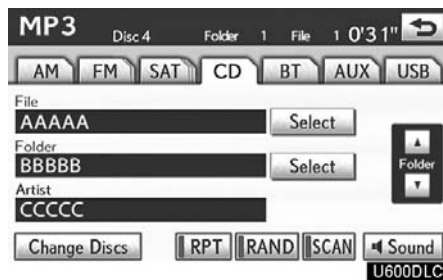 MP3 Disc 4 Folder 1 File 1 0'31"
AM FM SAT CD BT AUX USB
File
AAAAA Select
Folder
BBBBB Select
Folder
Artist
CCCCC
Change Discs RPT RAND SCAN Sound
U600DLC